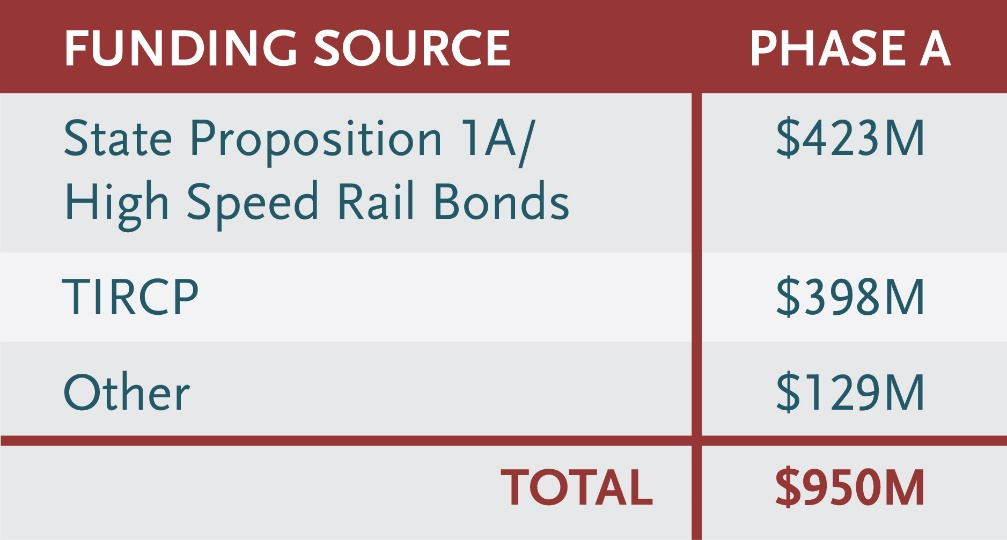 FUNDING SOURCE PHASE A
State Proposition 1A/ $423M
High Speed Rail Bonds
TIRCP $398M
Other $129M
TOTAL $950M